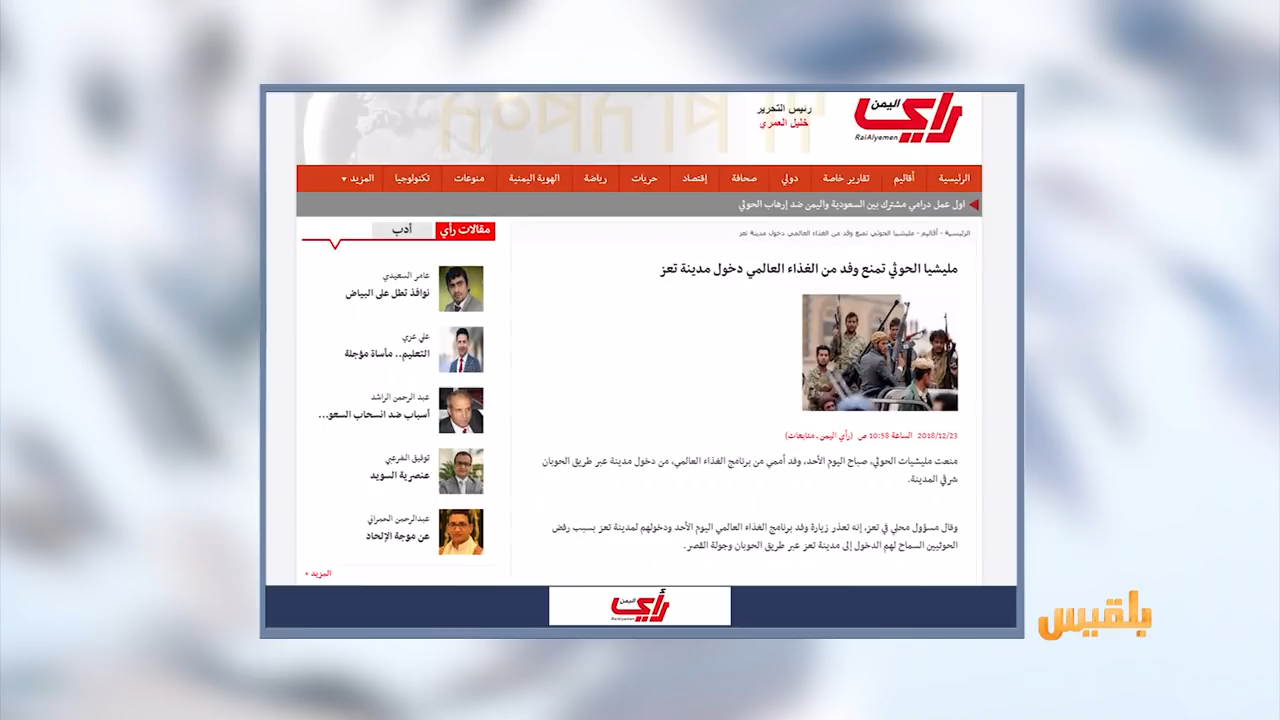 رأي اليمن
RaiAlyemen
رئيس التحرير
خليل العمري
الرئيسية أقاليم تقارير خاصة دولي صحافة إقتصاد حريات رياضة الهوية اليمنية منوعات تكنولوجيا المزيد
اول عمل درامي مشترك بين السعودية واليمن ضد إرهاب الحوثي
الرئيسية - أقاليم - مليشيا الحوثي تمنع وفد من الغذاء العالمي دخول مدينة تعز
مليشيا الحوثي تمنع وفد من الغذاء العالمي دخول مدينة تعز
2018/12/23 الساعة 10:58 ص (رأي اليمن ـ متابعات)
منعت مليشيات الحوثي، صباح اليوم الأحد، وفد أممي من برنامج الغذاء العالمي، من دخول مدينة عبر طريق الحوبان
شرقي المدينة.
وقال مسؤول محلي في تعز، إنه تعذر زيارة وفد برنامج الغذاء العالمي اليوم الأحد ودخولهم لمدينة تعز بسبب رفض
الحوثيين السماح لهم الدخول إلى مدينة تعز عبر طريق الحوبان وجولة القصر.
مقالات رأي أدب
عامر السعيدي
نوافذ تطل على البياض
علي عزي
التعليم.. مأساة مؤجلة
عبد الرحمن الراشد
أسباب ضد انسحاب السعو...
توفيق الشرعبي
عنصرية السويد
عبدالرحمن الحمراني
عن موجة الإلحاد
المزيد +
رأي اليمن
RaiAlyemen
بلقيس